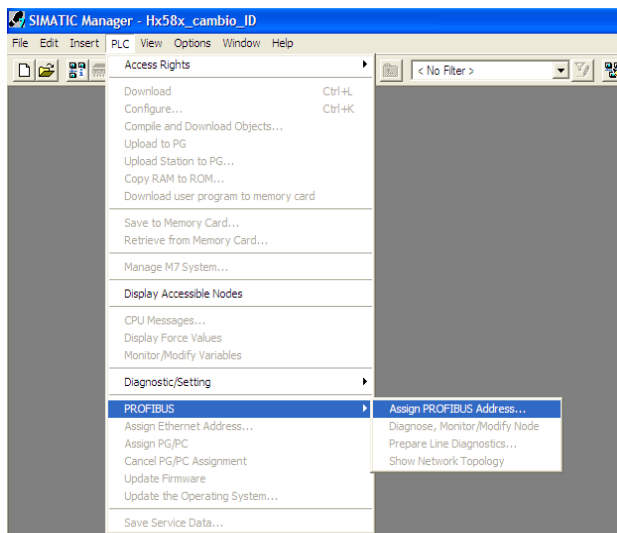 SIMATIC Manager - Hx58x_cambio_ID
File Edit Insert PLC View Options Window Help
< No Filter >
Access Rights
Download Ctrl+L
Configure... Ctrl+K
Compile and Download Objects...
Upload to PG
Upload Station to PG...
Copy RAM to ROM...
Download user program to memory card
Save to Memory Card...
Retrieve from Memory Card...
Manage M7 System...
Display Accessible Nodes
CPU Messages...
Display Force Values
Monitor/Modify Variables
Diagnostic/Setting
PROFIBUS
Assign Ethernet Address...
Assign PG/PC
Cancel PG/PC Assignment
Update Firmware
Update the Operating System...
Save Service Data...
Assign PROFIBUS Address...
Diagnose, Monitor/Modify Node
Prepare Line Diagnostics...
Show Network Topology